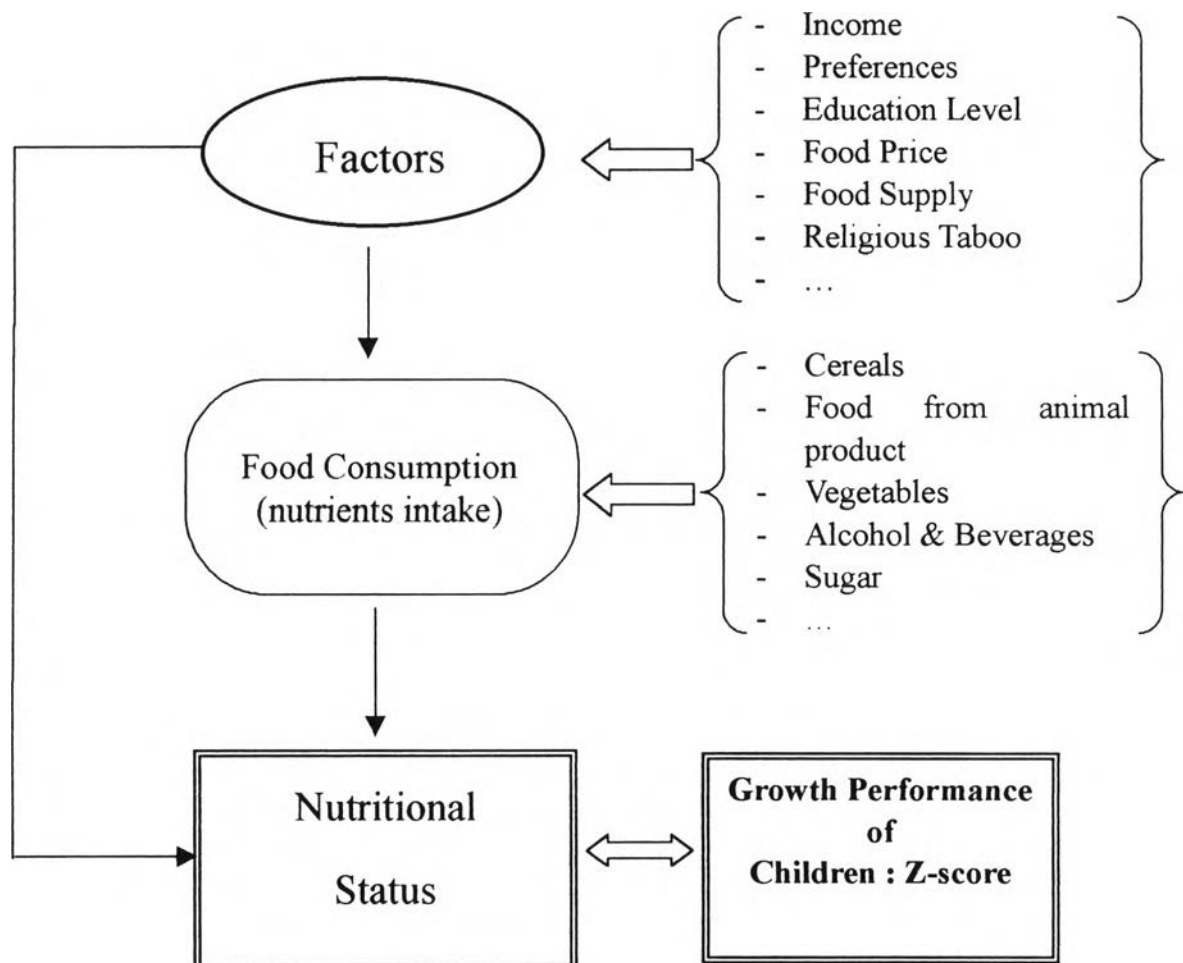 Factors
- Income
- Preferences
- Education Level
- Food Price
- Food Supply
- Religious Taboo
- ...
Food Consumption
(nutrients intake)
- Cereals
- Food from animal
product
- Vegetables
- Alcohol & Beverages
- Sugar
- ...
Nutritional
Status
Growth Performance
of
Children : Z-score